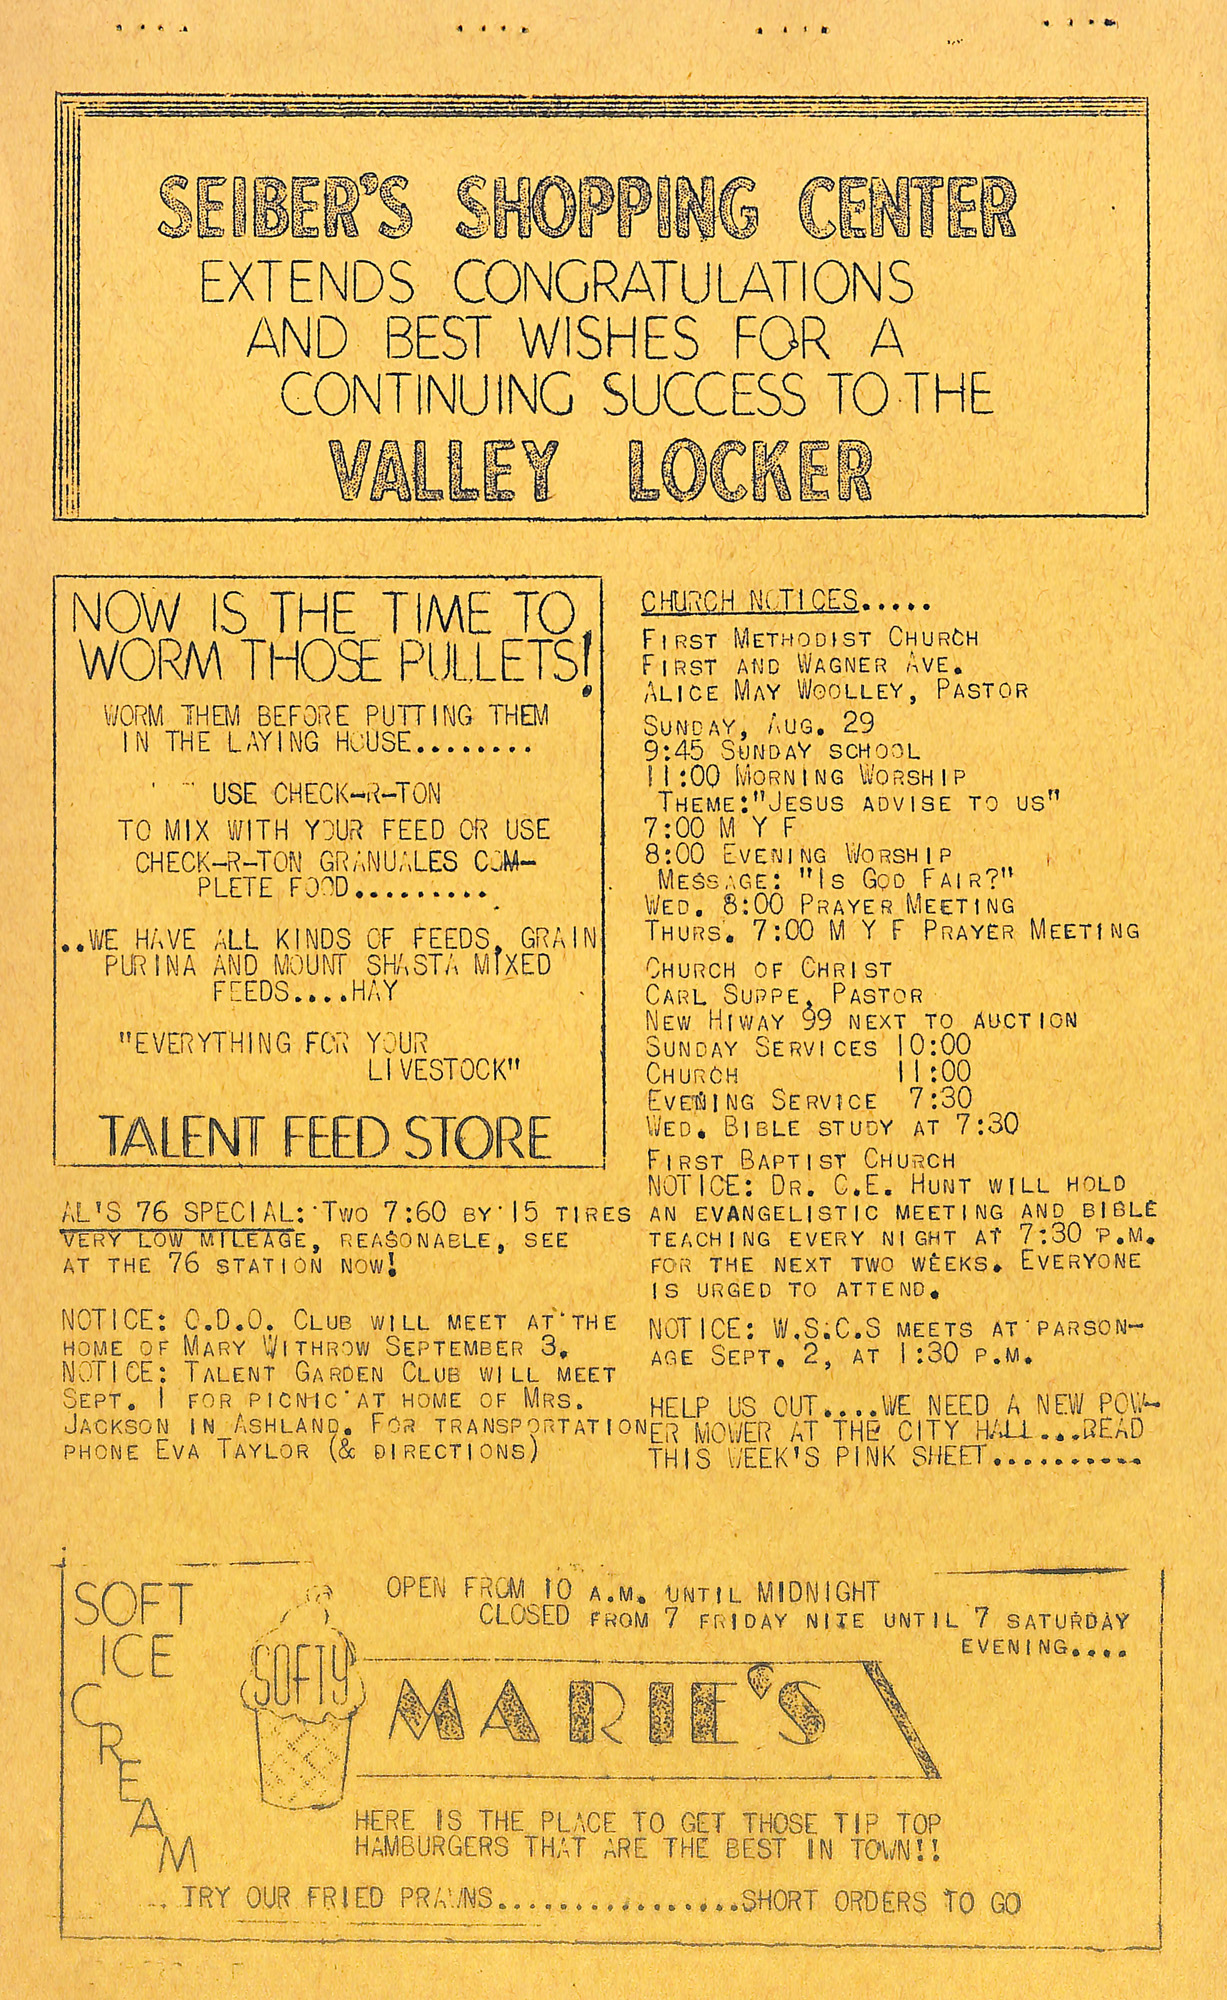 SEIBER'S SHOPPING CENTER
EXTENDS CONGRATULATIONS
AND BEST WISHES FOR A
CONTINUING SUCCESS TO THE
VALLEY LOCKER
NOW IS THE TIME TO
WORM THOSE PULLETS!
WORM THEM BEFORE PUTTING THEM
IN THE LAYING HOUSE........
USE CHECK-R-TON
TO MIX WITH YOUR FEED OR USE
CHECK-R-TON GRANUALES COM-
PLETE FOOD.........
..WE HAVE ALL KINDS OF FEEDS, GRAIN
PURINA AND MOUNT SHASTA MIXED
FEEDS....HAY
"EVERYTHING FOR YOUR
LIVESTOCK"
TALENT FEED STORE
AL'S 76 SPECIAL: TWO 7:60 BY 15 TIRES
VERY LOW MILEAGE, REASONABLE, SEE
AT THE 76 STATION NOW!
NOTICE: O.D.O. CLUB WILL MEET AT THE
HOME OF MARY WITHROW SEPTEMBER 3.
NOTICE: TALENT GARDEN CLUB WILL MEET
SEPT. 1 FOR PICNIC AT HOME OF MRS.
JACKSON IN ASHLAND. FOR TRANSPORTATION
PHONE EVA TAYLOR (& DIRECTIONS)
CHURCH NOTICES.....
FIRST METHODIST CHURCH
FIRST AND WAGNER AVE.
ALICE MAY WOOLLEY, PASTOR
SUNDAY, AUG. 29
9:45 SUNDAY SCHOOL
11:00 MORNING WORSHIP
THEME:"JESUS ADVISE TO US"
7:00 M Y F
8:00 EVENING WORSHIP
MESSAGE: "IS GOD FAIR?"
WED. 8:00 PRAYER MEETING
THURS. 7:00 M Y F PRAYER MEETING
CHURCH OF CHRIST
CARL SUPPE, PASTOR
NEW HIWAY 99 NEXT TO AUCTION
SUNDAY SERVICES 10:00
CHURCH 11:00
EVENING SERVICE 7:30
WED. BIBLE STUDY AT 7:30
FIRST BAPTIST CHURCH
NOTICE: DR. C.E. HUNT WILL HOLD
AN EVANGELISTIC MEETING AND BIBLE
TEACHING EVERY NIGHT AT 7:30 P.M.
FOR THE NEXT TWO WEEKS. EVERYONE
IS URGED TO ATTEND.
NOTICE: W.S.C.S MEETS AT PARSON-
AGE SEPT. 2, AT 1:30 P.M.
HELP US OUT....WE NEED A NEW POW-
ER MOWER AT THE CITY HALL...READ
THIS WEEK'S PINK SHEET..........
SOFT
ICE
CREAM
SOFTY
OPEN FROM 10 A.M. UNTIL MIDNIGHT
CLOSED FROM 7 FRIDAY NITE UNTIL 7 SATURDAY
EVENING....
MARIE'S
HERE IS THE PLACE TO GET THOSE TIP TOP
HAMBURGERS THAT ARE THE BEST IN TOWN!!
TRY OUR FRIED PRAWNS................SHORT ORDERS TO GO